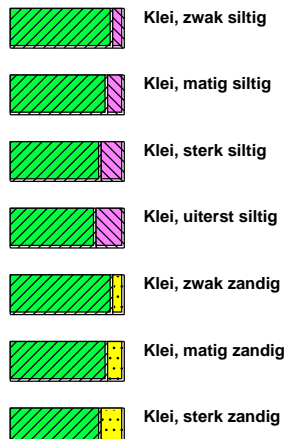 Klei, zwak siltig
Klei, matig siltig
Klei, sterk siltig
Klei, uiterst siltig
Klei, zwak zandig
Klei, matig zandig
Klei, sterk zandig